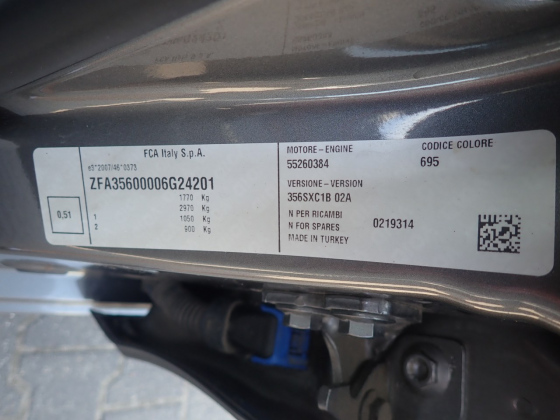 FCA Italy S.p.A.
e3*2007/46*0373
ZFA35600006G24201
1770 Kg
2970 Kg
1 1050 Kg
2 900 Kg
0,51
MOTORE-ENGINE
55260384
CODICE COLORE
695
VERSIONE-VERSION
356SXC1B 02A
N PER RICAMBI
N FOR SPARES
0219314
MADE IN TURKEY